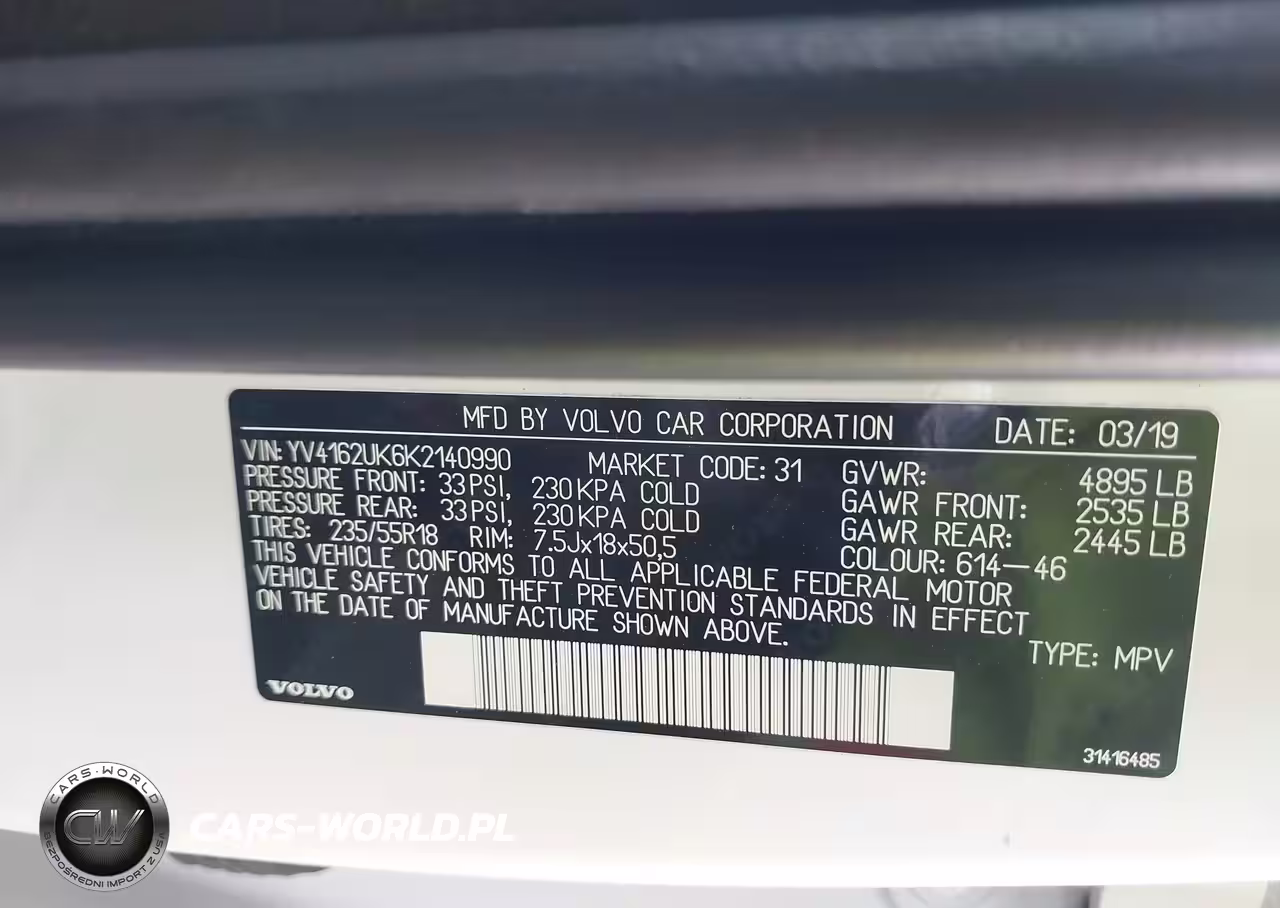 MFD BY VOLVO CAR CORPORATION DATE: 03/19
VIN: YV4162UK6K2140990 MARKET CODE: 31 GVWR: 4895 LB
PRESSURE FRONT: 33 PSI, 230 KPA COLD GAWR FRONT: 2535 LB
PRESSURE REAR: 33 PSI, 230 KPA COLD GAWR REAR: 2445 LB
TIRES: 235/55R18 RIM: 7.5Jx18x50,5 COLOUR: 614-46
THIS VEHICLE CONFORMS TO ALL APPLICABLE FEDERAL MOTOR
VEHICLE SAFETY AND THEFT PREVENTION STANDARDS IN EFFECT
ON THE DATE OF MANUFACTURE SHOWN ABOVE.
TYPE: MPV
VOLVO
31416485
CARS-WORLD
CW
BEZPOŚREDNI IMPORT Z USA
CARS-WORLD.PL